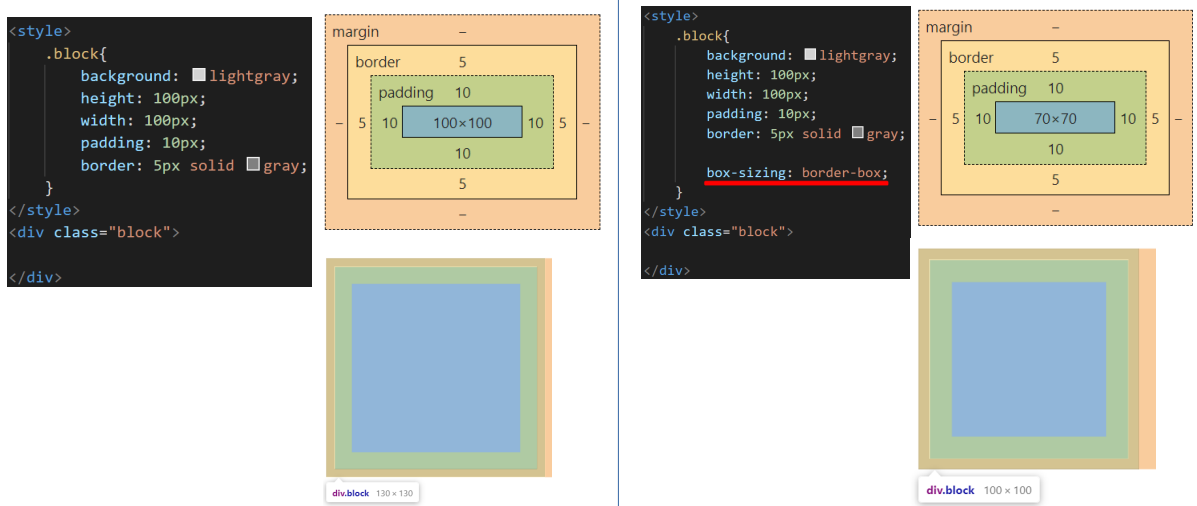 <style>
.block{
background: lightgray;
height: 100px;
width: 100px;
padding: 10px;
border: 5px solid gray;
}
</style>
<div class="block">
</div>
margin –
border 5
padding 10
– 5 10 100×100 10 5 –
10
5
–
div.block 130 × 130
<style>
.block{
background: lightgray;
height: 100px;
width: 100px;
padding: 10px;
border: 5px solid gray;
box-sizing: border-box;
}
</style>
<div class="block">
</div>
margin –
border 5
padding 10
– 5 10 70×70 10 5 –
10
5
–
div.block 100 × 100